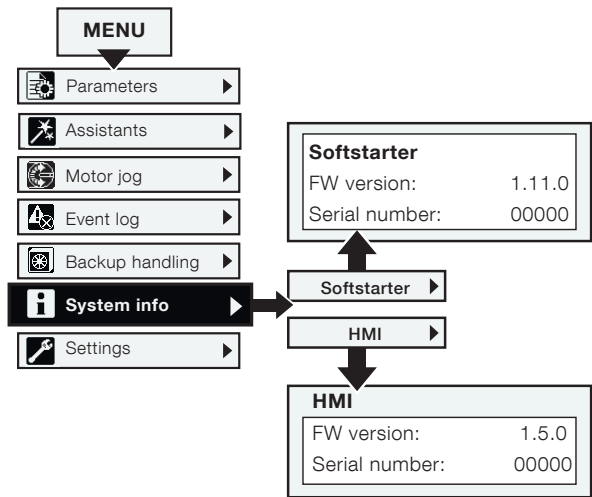 MENU
Parameters
Assistants
Motor jog
Event log
Backup handling
System info
Settings
Softstarter
FW version: 1.11.0
Serial number: 00000
Softstarter
HMI
HMI
FW version: 1.5.0
Serial number: 00000